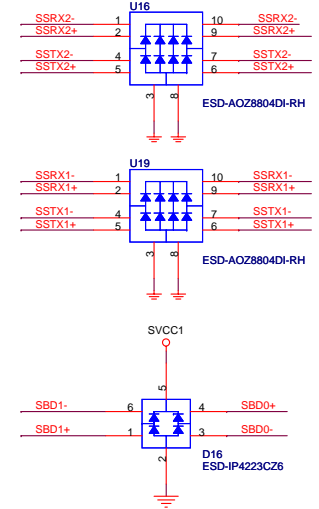 U16
SSRX2- 1 10 SSRX2-
SSRX2+ 2 9 SSRX2+
SSTX2- 4 7 SSTX2-
SSTX2+ 5 6 SSTX2+
3 8
ESD-AOZ8804DI-RH
U19
SSRX1- 1 10 SSRX1-
SSRX1+ 2 9 SSRX1+
SSTX1- 4 7 SSTX1-
SSTX1+ 5 6 SSTX1+
3 8
ESD-AOZ8804DI-RH
SVCC1
5
SBD1- 6 4 SBD0+
SBD1+ 1 3 SBD0-
2
D16
ESD-IP4223CZ6